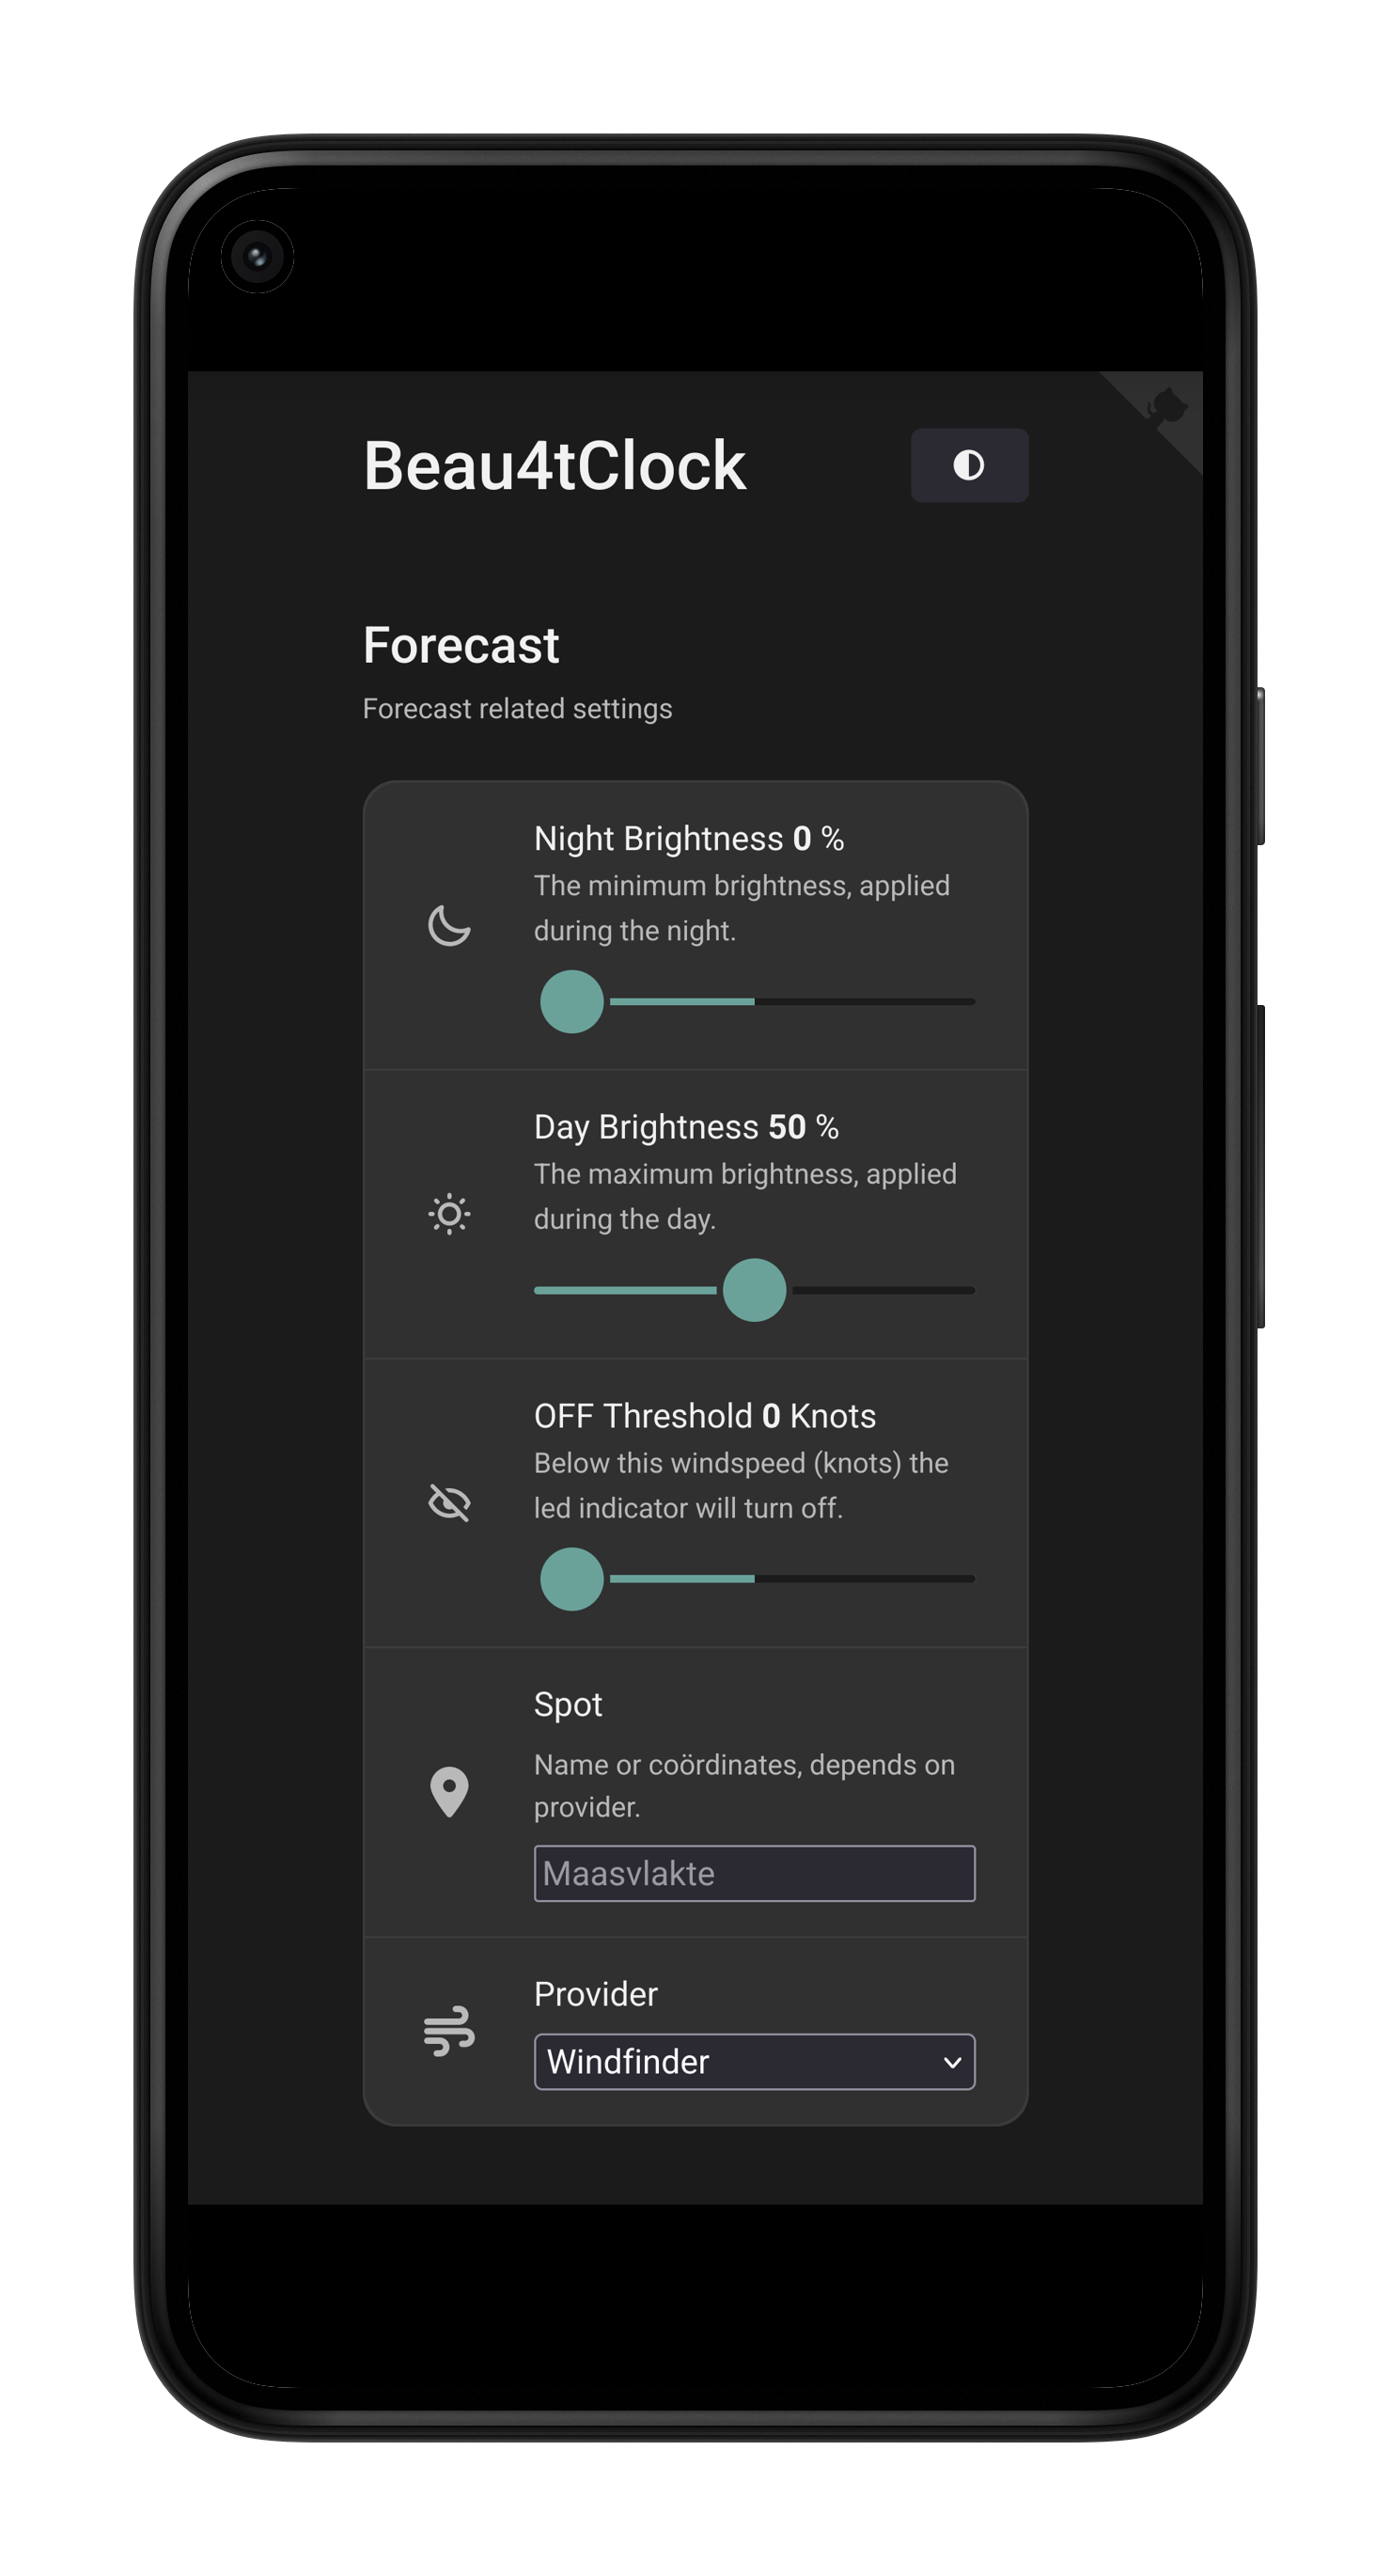 Beau4tClock
Forecast
Forecast related settings
Night Brightness 0 %
The minimum brightness, applied
during the night.
Day Brightness 50 %
The maximum brightness, applied
during the day.
OFF Threshold 0 Knots
Below this windspeed (knots) the
led indicator will turn off.
Spot
Name or coördinates, depends on
provider.
Maasvlakte
Provider
Windfinder